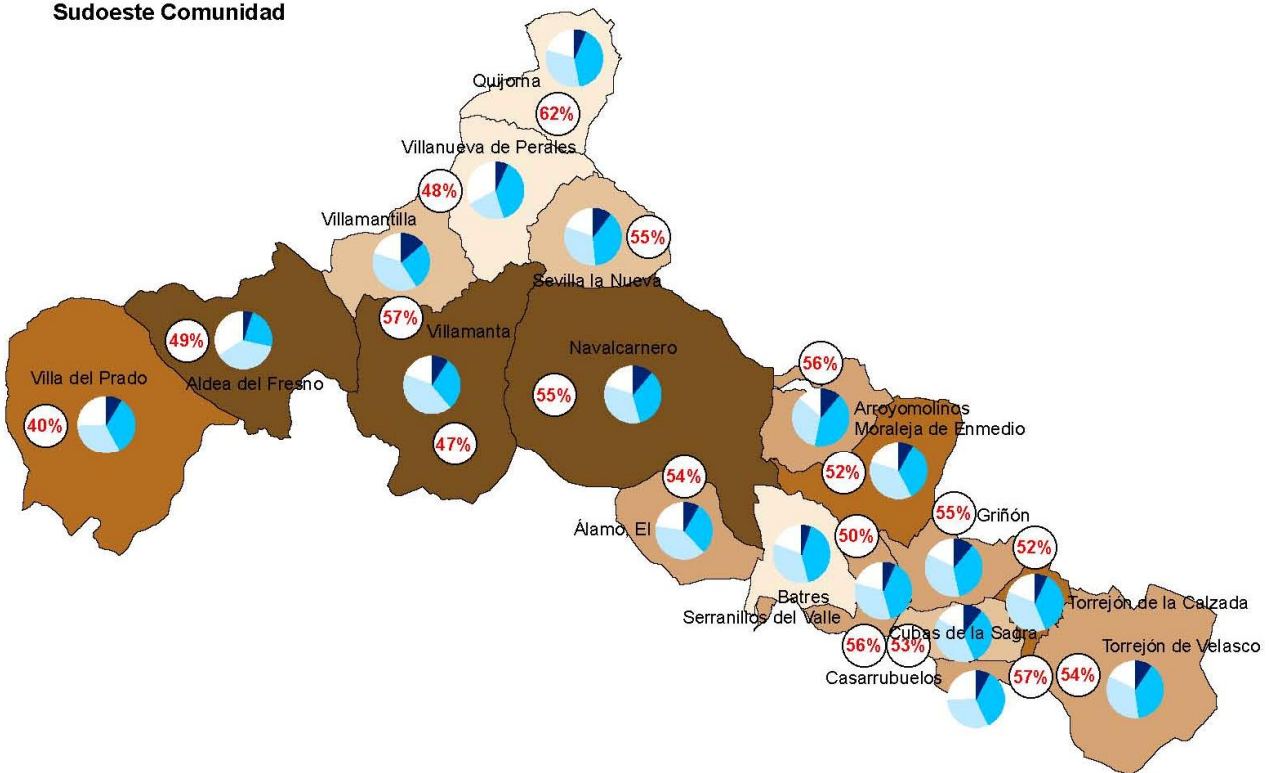 Sudoeste Comunidad
Quijorna
62%
Villanueva de Perales
48%
Villamantilla
55%
Sevilla la Nueva
57%
Villamanta
49%
Aldea del Fresno
Navalcarnero
56%
Villa del Prado
55%
40%
Arroyomolinos
Moraleja de Enmedio
47%
52%
54%
55%
Griñón
Álamo, El
50%
52%
Batres
Serranillos del Valle
Torrejón de la Calzada
Cubas de la Sagra
56%
53%
Torrejón de Velasco
Casarrubuelos
57%
54%